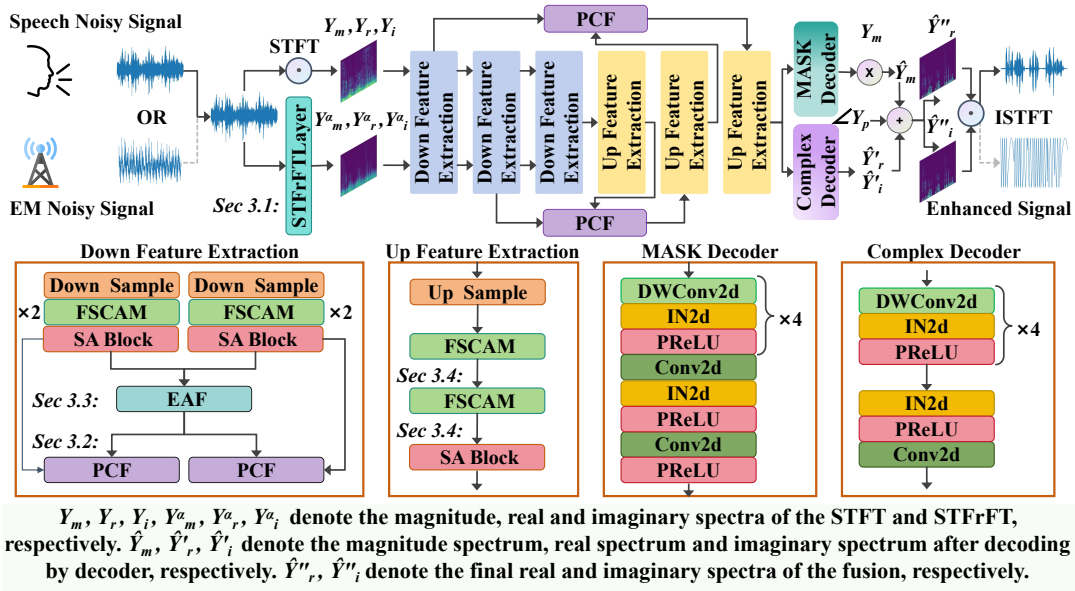 Speech Noisy Signal
OR
EM Noisy Signal
STFT
Y_m, Y_r, Y_i
STFrFTLayer
Sec 3.1:
Y^α_m, Y^α_r, Y^α_i
Down Feature Extraction
Down Feature Extraction
Down Feature Extraction
Up Feature Extraction
Up Feature Extraction
Up Feature Extraction
PCF
PCF
MASK Decoder
Complex Decoder
Y_m
X
Ŷ_m
∠Y_p
+
Ŷ'_r
Ŷ'_i
Ŷ''_r
Ŷ''_i
ISTFT
Enhanced Signal
Down Feature Extraction
Down Sample
Down Sample
×2
FSCAM
FSCAM
×2
SA Block
SA Block
Sec 3.3:
EAF
Sec 3.2:
PCF
PCF
Up Feature Extraction
Up Sample
FSCAM
Sec 3.4:
FSCAM
Sec 3.4:
SA Block
MASK Decoder
DWConv2d
IN2d
PReLU
×4
Conv2d
IN2d
PReLU
Conv2d
PReLU
Complex Decoder
DWConv2d
IN2d
PReLU
×4
IN2d
PReLU
Conv2d
Y_m, Y_r, Y_i, Y^α_m, Y^α_r, Y^α_i denote the magnitude, real and imaginary spectra of the STFT and STFrFT,
respectively. Ŷ_m, Ŷ'_r, Ŷ'_i denote the magnitude spectrum, real spectrum and imaginary spectrum after decoding
by decoder, respectively. Ŷ''_r, Ŷ''_i denote the final real and imaginary spectra of the fusion, respectively.